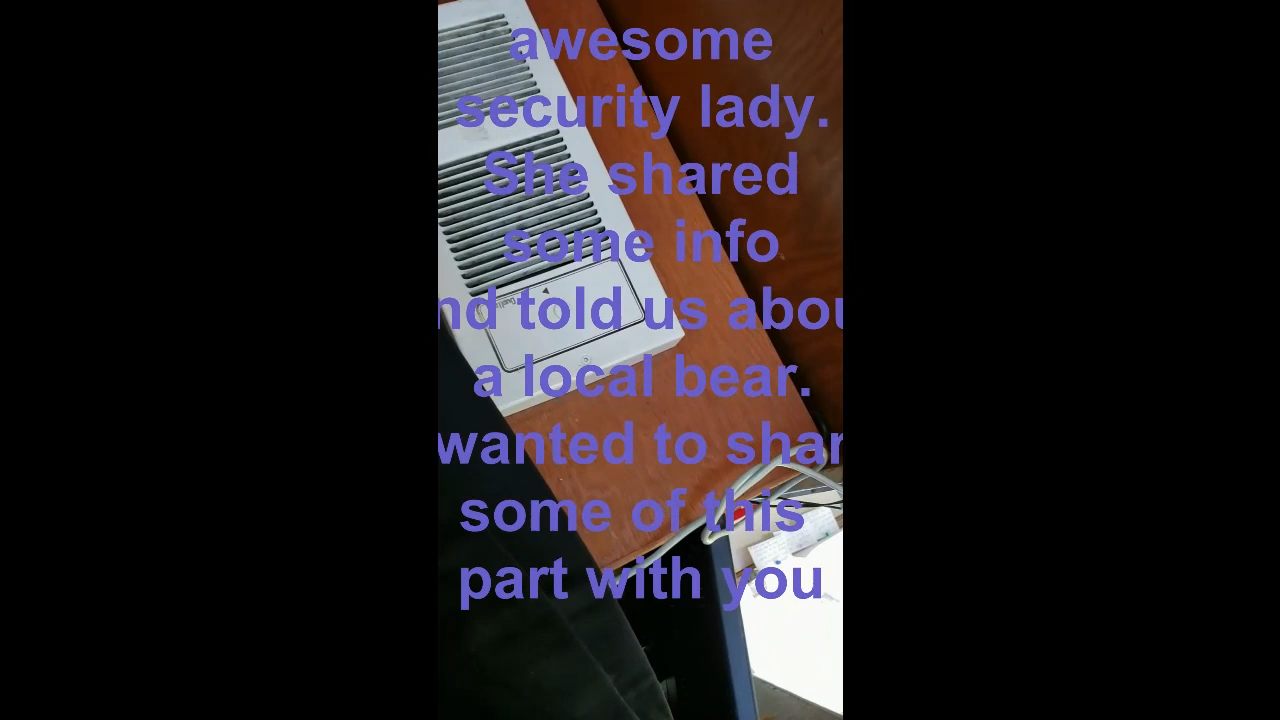 awesome
security lady.
She shared
some info
nd told us abou
a local bear.
wanted to shar
some of this
part with you